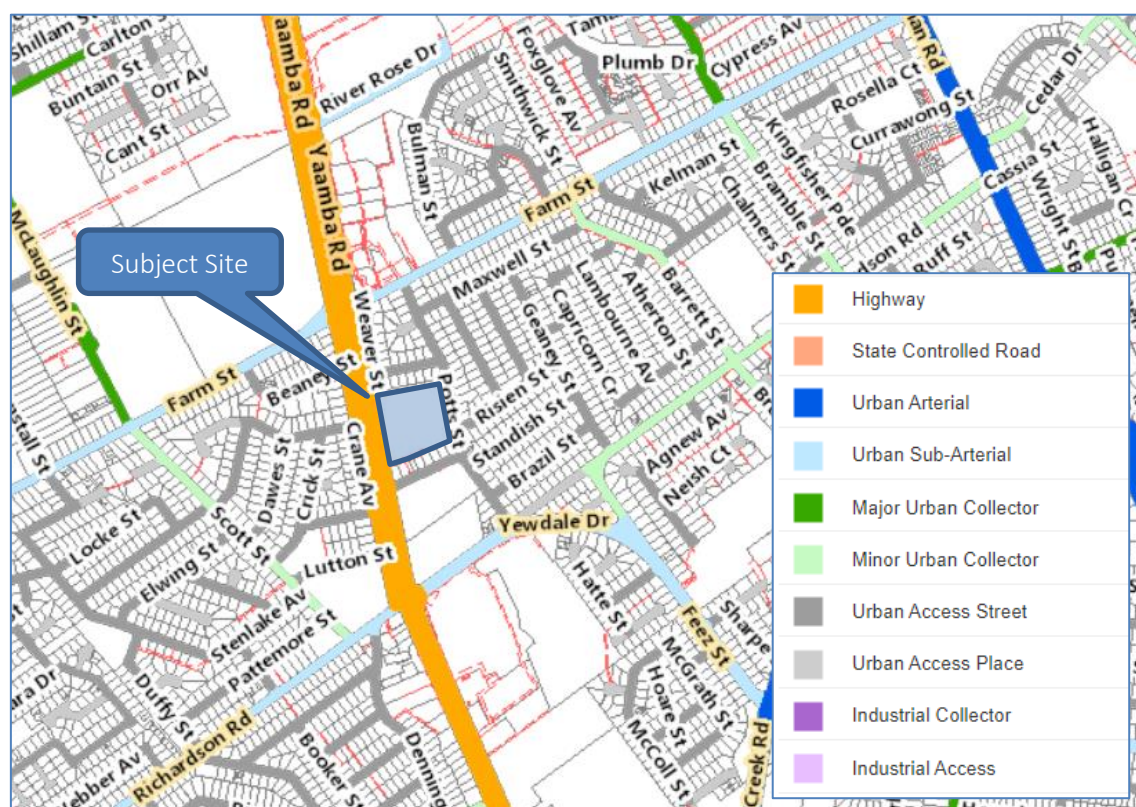 Shillam St
Carlton St
Buntain St
Orr Av
Cant St
Yaamba Rd
River Rose Dr
Yaamba Rd
Bulman St
Smithwick St
Foxglove Av
Plumb Dr
Cypress Av
Rosella Ct
Currawong St
Cedar Dr
Halligan Cr
Cassia St
Wright St
Ruff St
Kingfisher Pde
Bramble St
Chalmers St
Kelman St
Farm St
McLaughlin St
Subject Site
Weaver St
Maxwell St
Barrett St
Atherton St
Lambourne Av
Capricorn Cr
Geaney St
Risien St
Potts St
Standish St
Brazil St
Agnew Av
Neish Ct
Beaney St
Farm St
Crane Av
Dawes St
Crick St
Scott St
Locke St
Elwing St
Lutton St
Stenlake Av
Pattemore St
Duffy St
Richardson Rd
Booker St
Yewdale Dr
Hatte St
Feez St
McGrath St
Hoare St
McColl St
Creek Rd
Highway
State Controlled Road
Urban Arterial
Urban Sub-Arterial
Major Urban Collector
Minor Urban Collector
Urban Access Street
Urban Access Place
Industrial Collector
Industrial Access